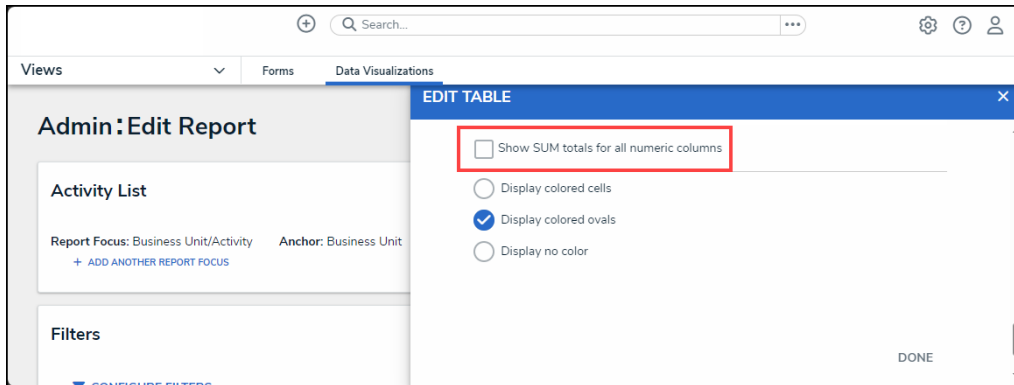 Search...
Views
Forms
Data Visualizations
EDIT TABLE
Admin:Edit Report
Show SUM totals for all numeric columns
Activity List
Display colored cells
Display colored ovals
Report Focus: Business Unit/Activity Anchor: Business Unit
Display no color
+ ADD ANOTHER REPORT FOCUS
Filters
DONE
CONFIGURE FILTERS